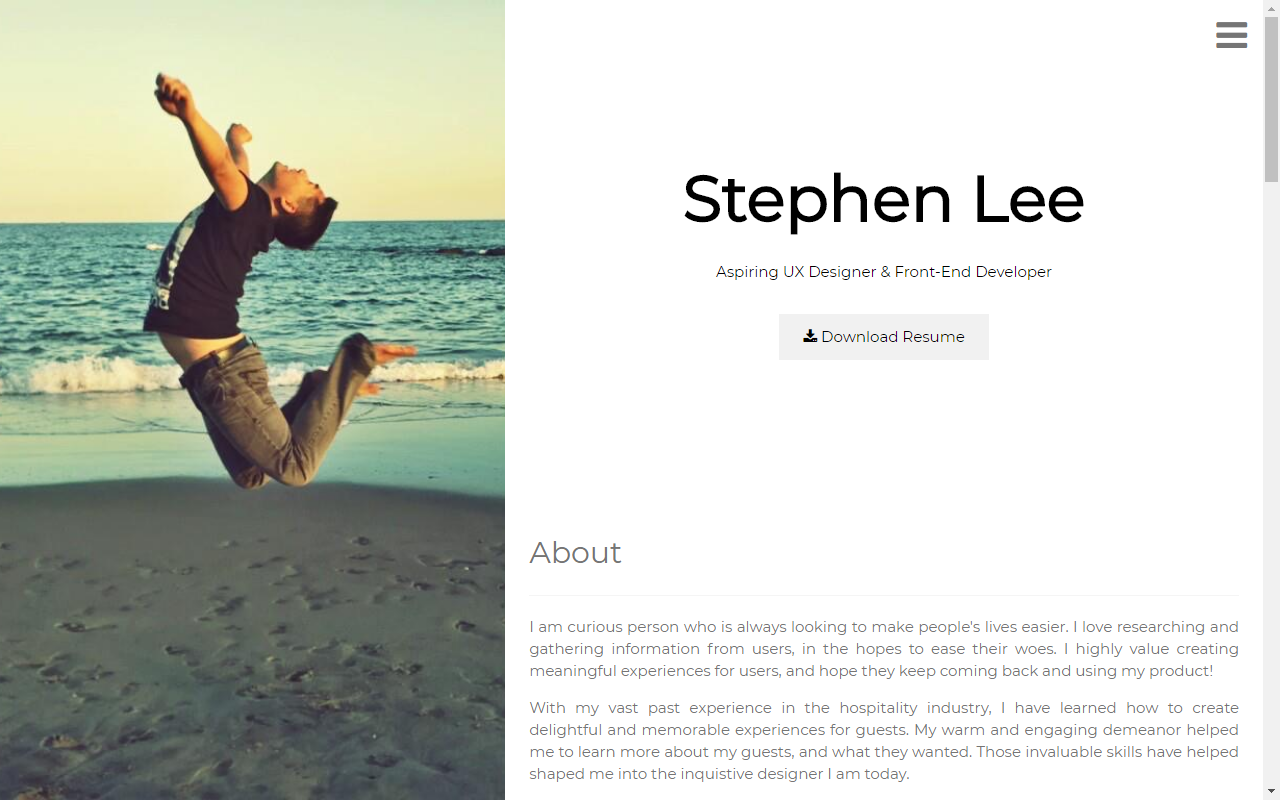 Stephen Lee
Aspiring UX Designer & Front-End Developer
Download Resume
About
I am curious person who is always looking to make people's lives easier. I love researching and
gathering information from users, in the hopes to ease their woes. I highly value creating
meaningful experiences for users, and hope they keep coming back and using my product!
With my vast past experience in the hospitality industry, I have learned how to create
delightful and memorable experiences for guests. My warm and engaging demeanor helped
me to learn more about my guests, and what they wanted. Those invaluable skills have helped
shaped me into the inquistive designer I am today.